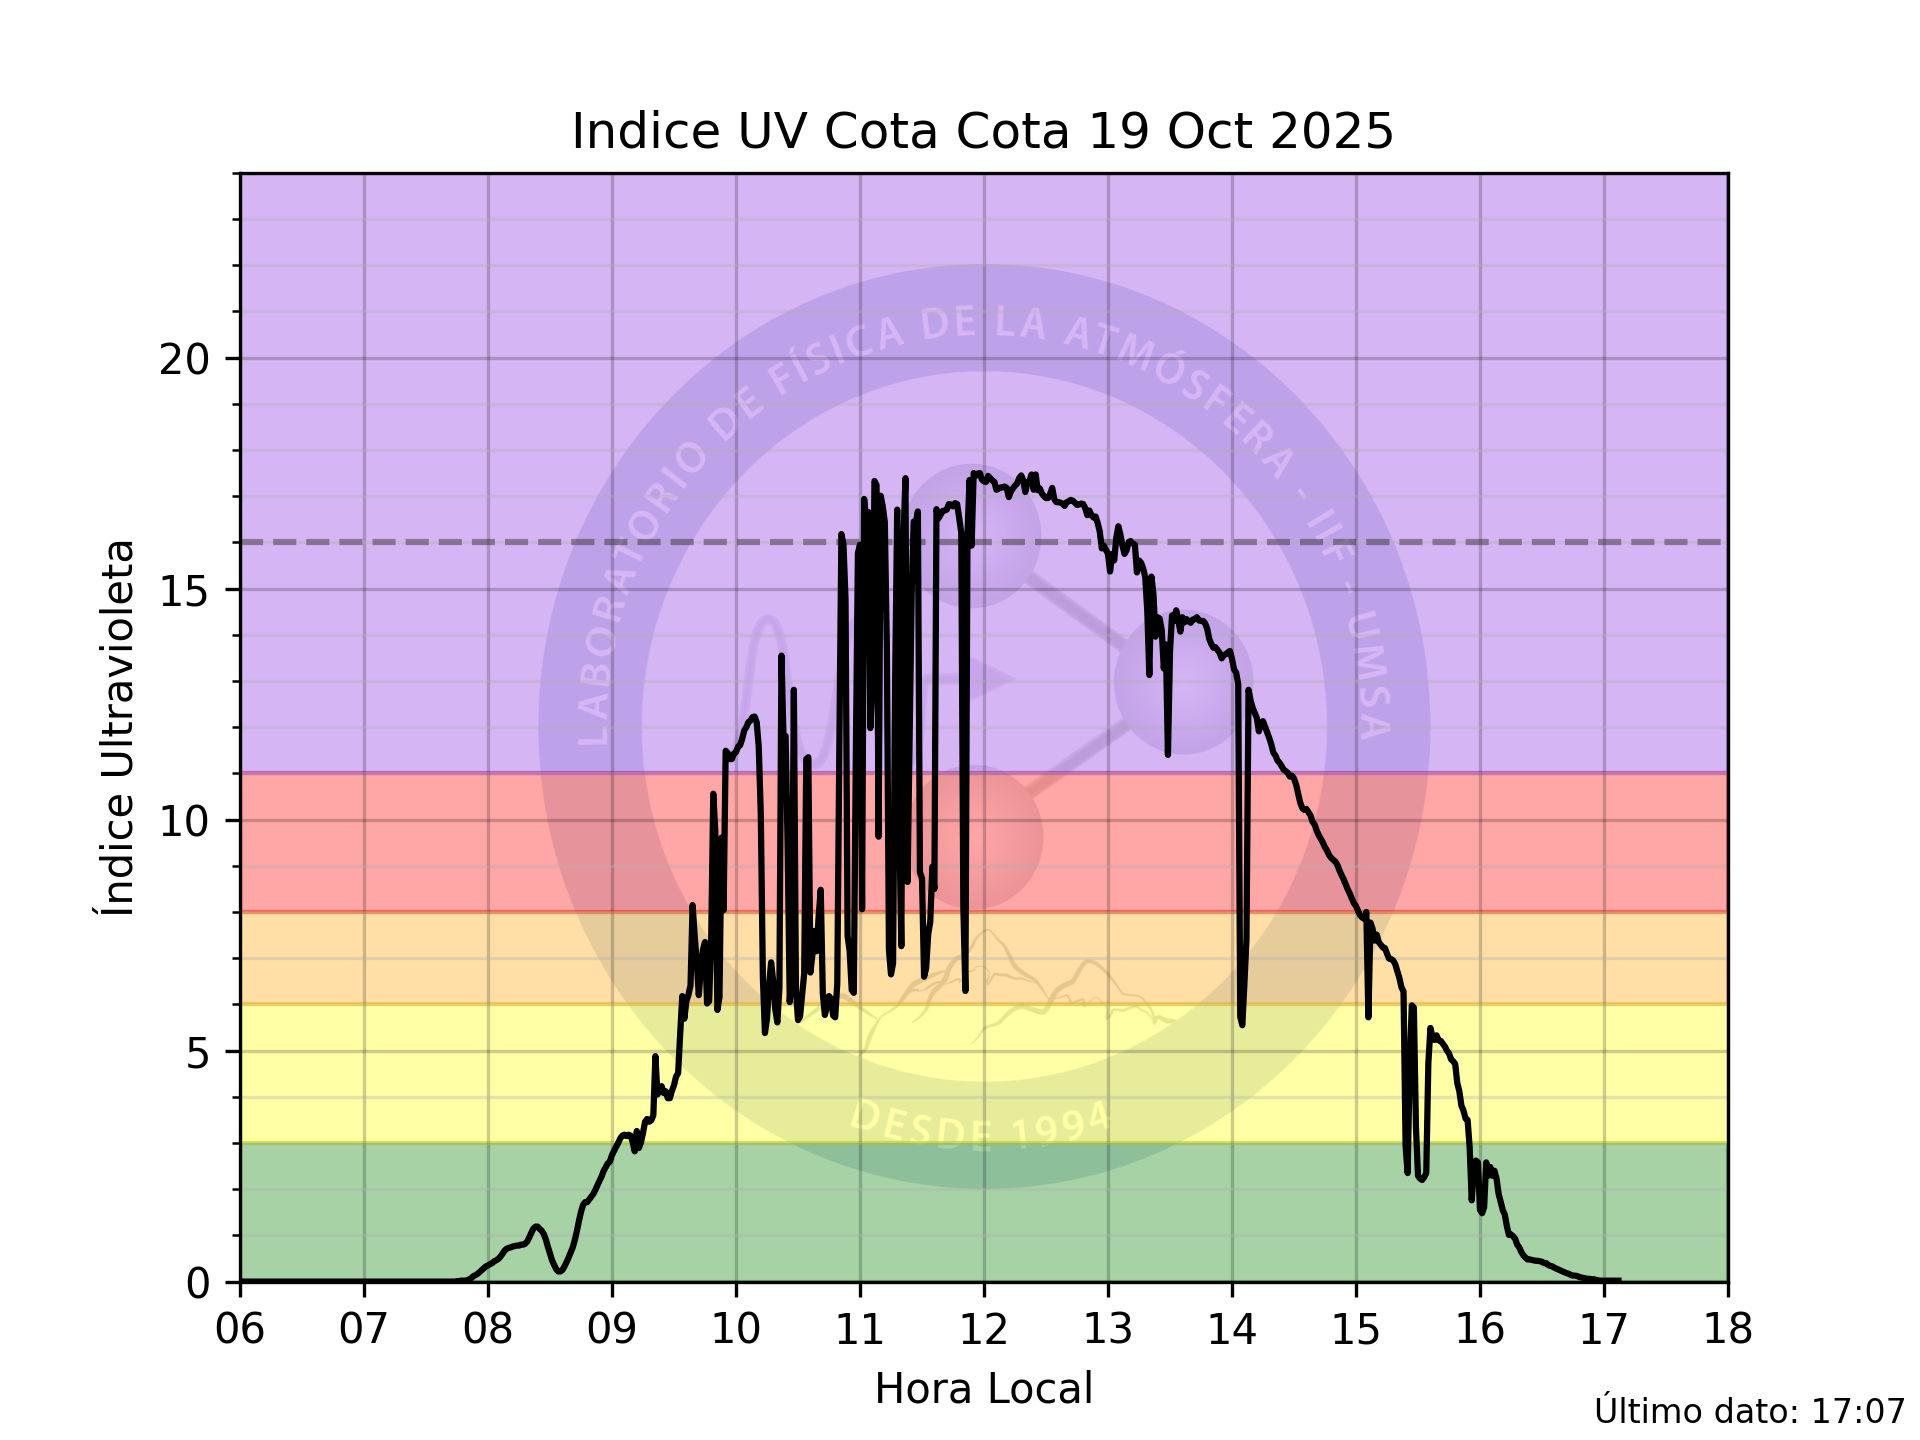 Indice UV Cota Cota 19 Oct 2025
Índice Ultravioleta
20
15
10
5
0
LABORATORIO DE FÍSICA DE LA ATMÓSFERA - IIF - UMSA
DESDE 1994
06 07 08 09 10 11 12 13 14 15 16 17 18
Hora Local
Último dato: 17:07